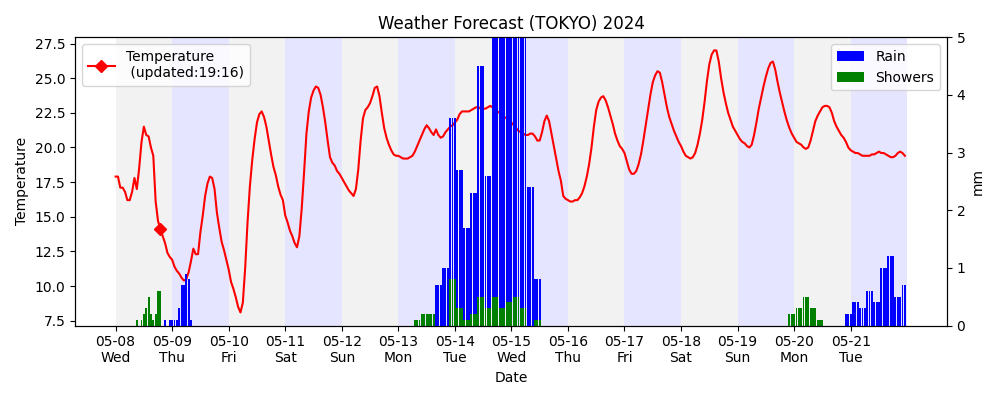 Weather Forecast (TOKYO) 2024
Temperature
(updated:19:16)
Rain
Showers
27.5
25.0
22.5
20.0
17.5
15.0
12.5
10.0
7.5
Temperature
5
4
3
2
1
0
mm
05-08 05-09 05-10 05-11 05-12 05-13 05-14 05-15 05-16 05-17 05-18 05-19 05-20 05-21
Wed Thu Fri Sat Sun Mon Tue Wed Thu Fri Sat Sun Mon Tue
Date